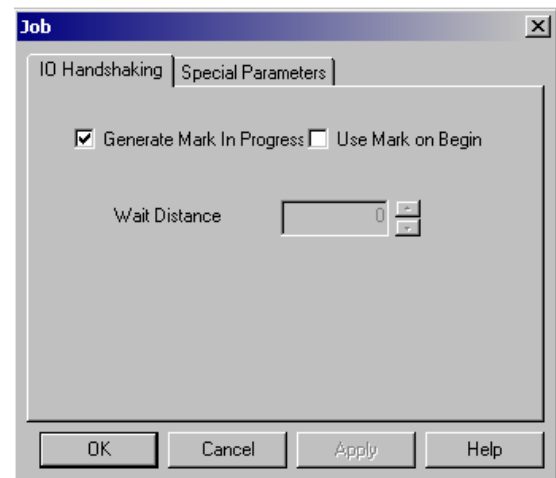 Job
IO Handshaking Special Parameters
Generate Mark In Progress Use Mark on Begin
Wait Distance 0
OK Cancel Apply Help